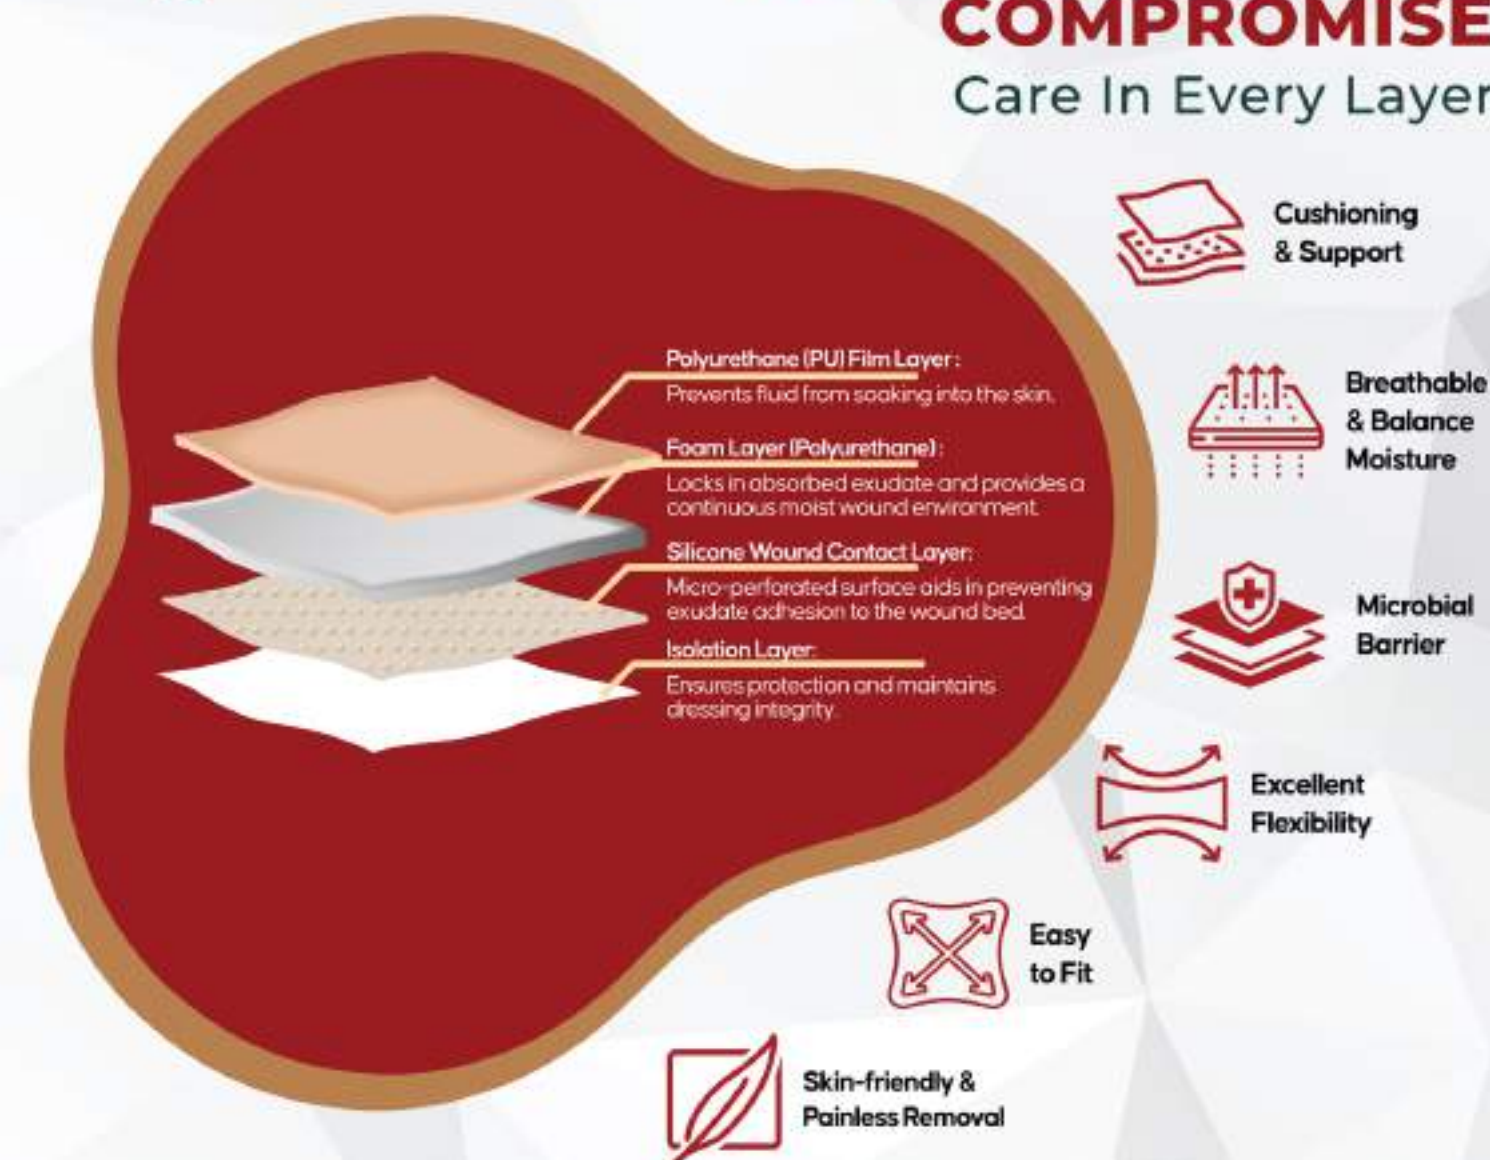 COMPROMISE
Care In Every Layer
Cushioning
& Support
Polyurethane (PU) Film Layer:
Prevents fluid from soaking into the skin.
Foam Layer (Polyurethane):
Locks in absorbed exudate and provides a
continuous moist wound environment.
Silicone Wound Contact Layer:
Micro-perforated surface aids in preventing
exudate adhesion to the wound bed.
Isolation Layer:
Ensures protection and maintains
dressing integrity.
Breathable
& Balance
Moisture
Microbial
Barrier
Excellent
Flexibility
Easy
to Fit
Skin-friendly &
Painless Removal